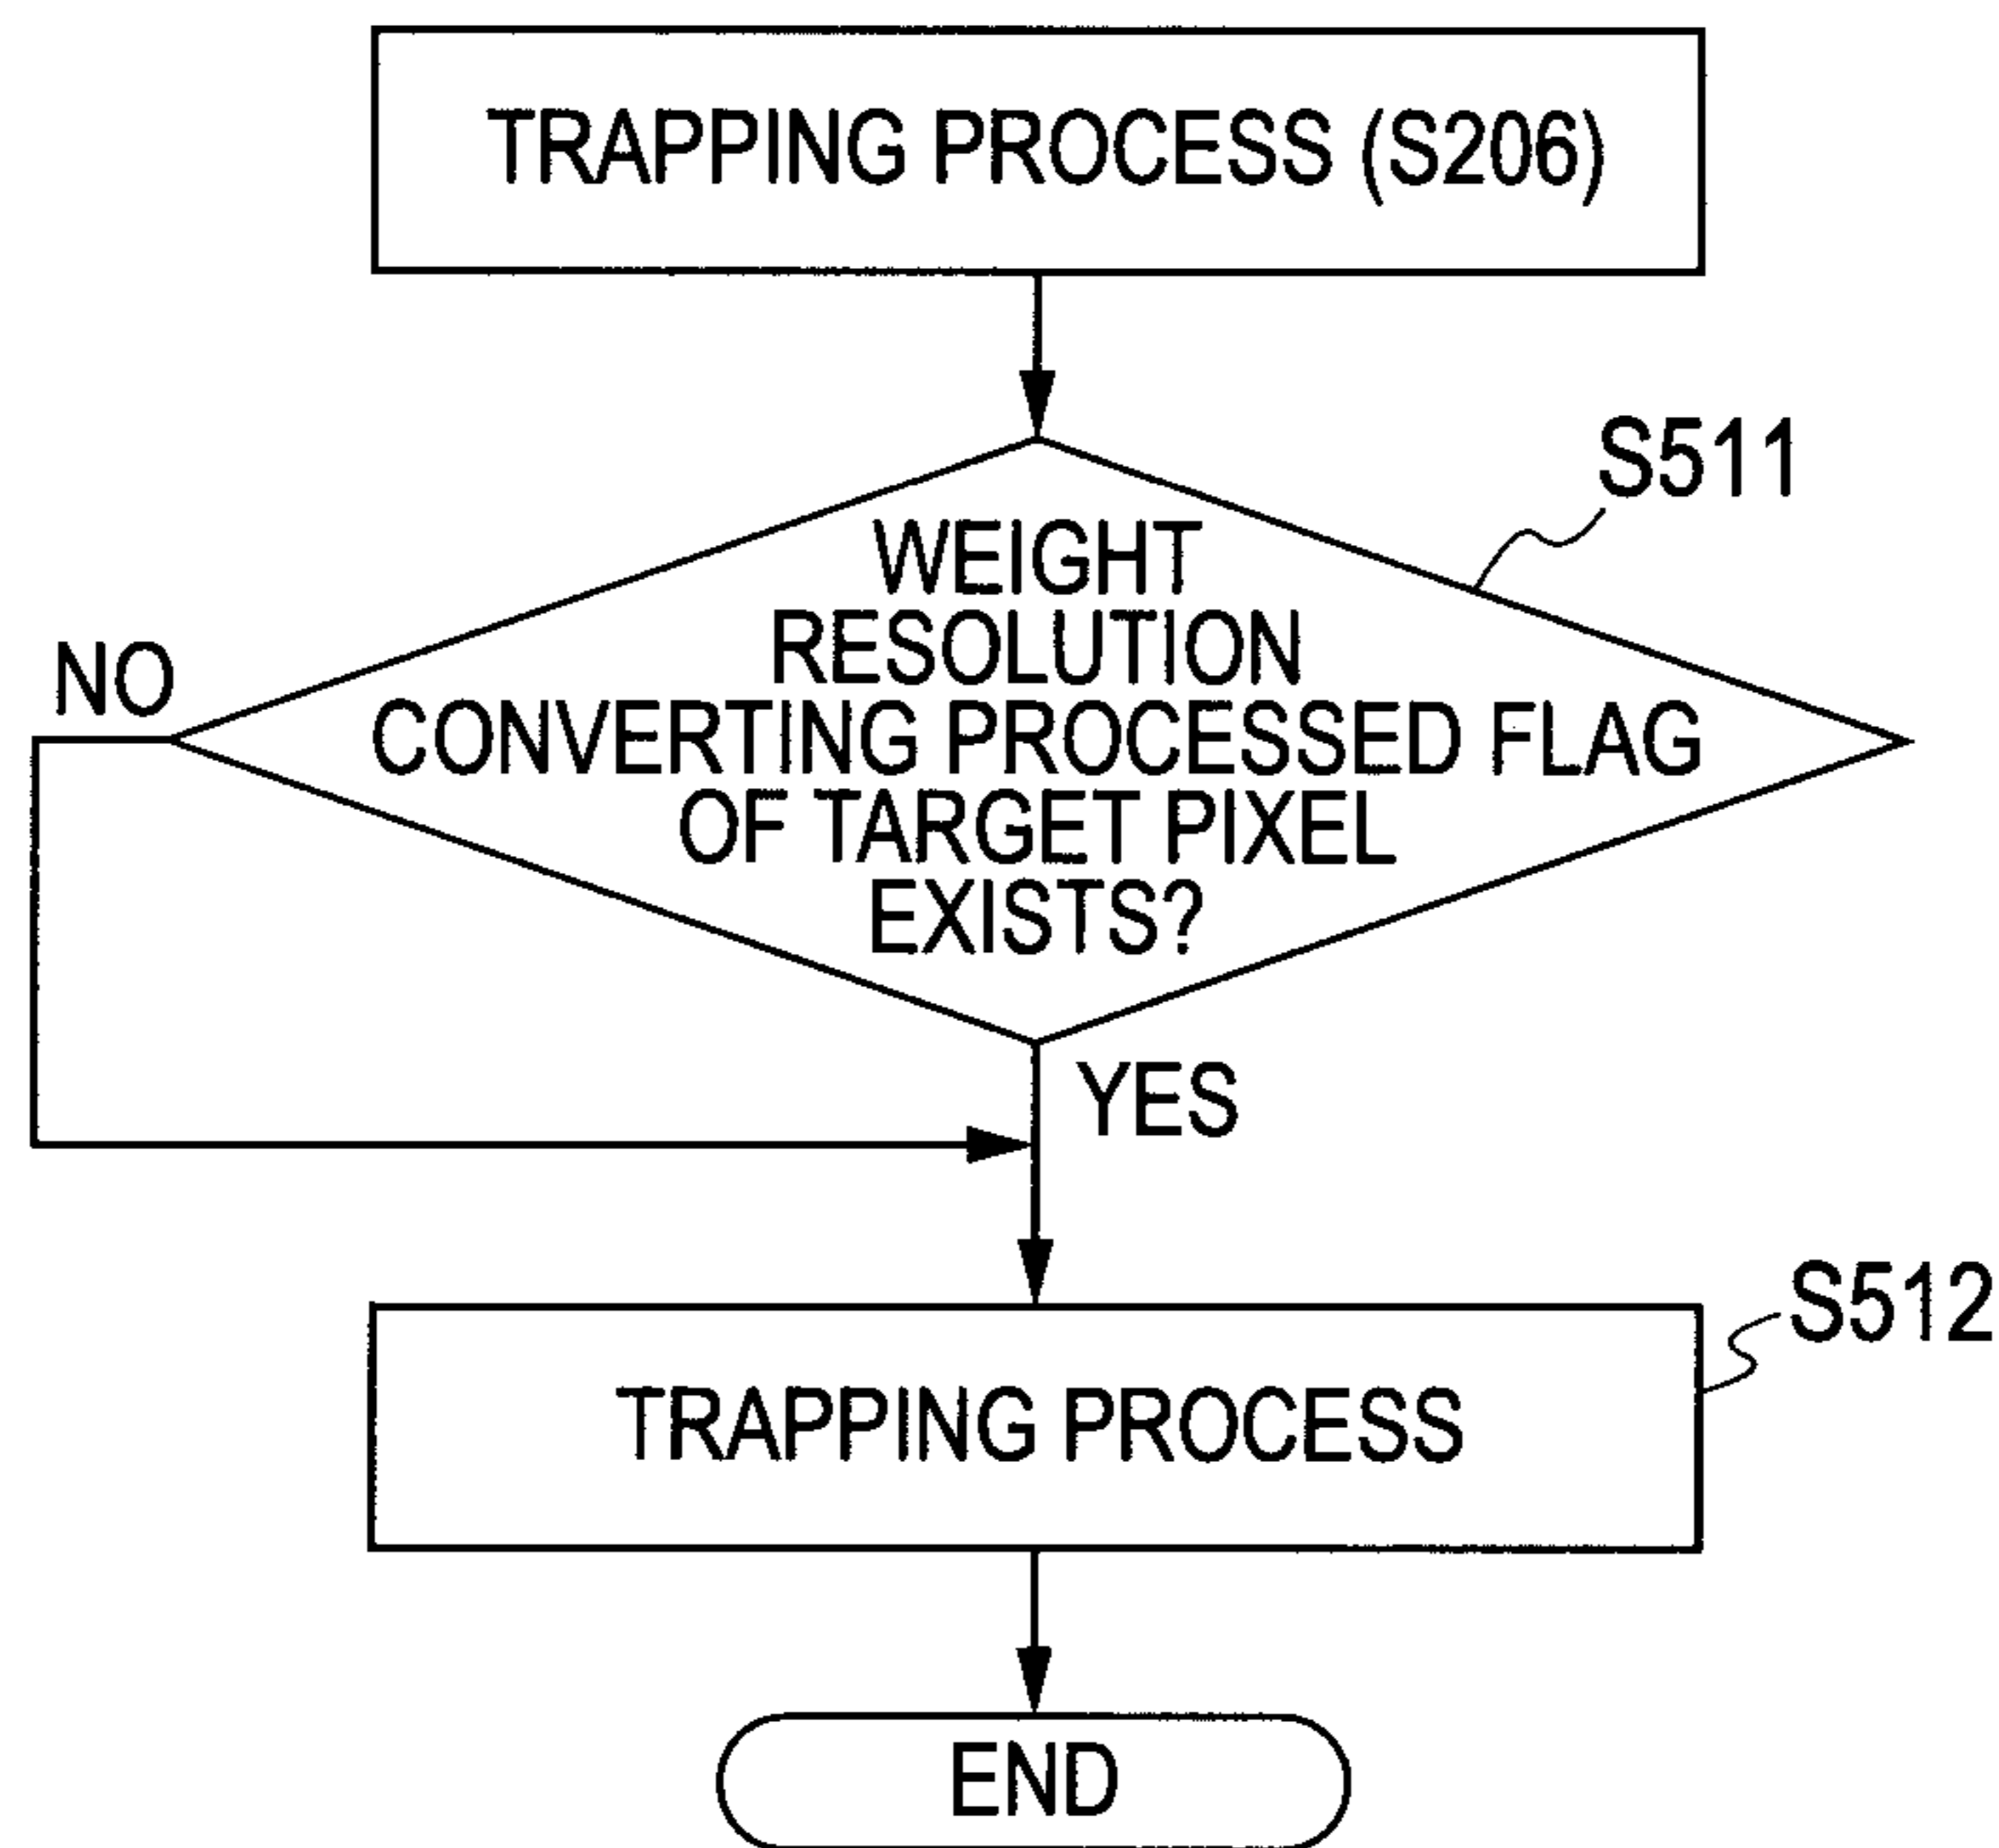 TRAPPING PROCESS (S206)
S511
WEIGHT
RESOLUTION
CONVERTING PROCESSED FLAG
OF TARGET PIXEL
EXISTS?
NO
YES
S512
TRAPPING PROCESS
END